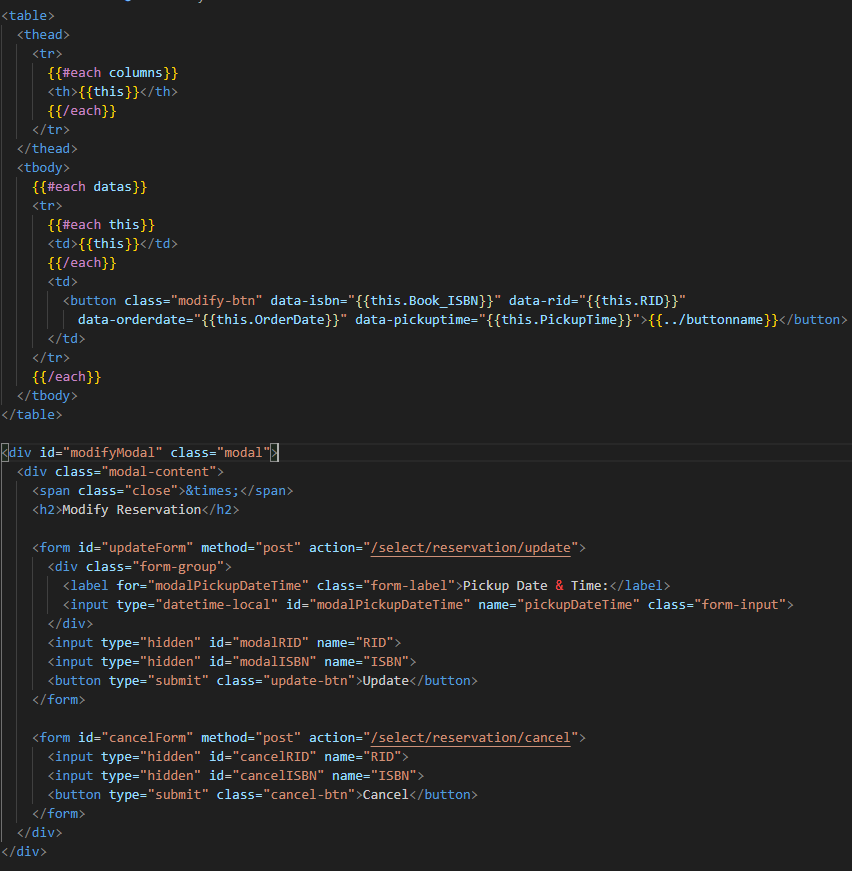 <table>
<thead>
<tr>
{{#each columns}}
<th>{{this}}</th>
{{/each}}
</tr>
</thead>
<tbody>
{{#each datas}}
<tr>
{{#each this}}
<td>{{this}}</td>
{{/each}}
<td>
<button class="modify-btn" data-isbn="{{this.Book_ISBN}}" data-rid="{{this.RID}}"
data-orderdate="{{this.OrderDate}}" data-pickuptime="{{this.PickupTime}}">{{../buttonname}}</button>
</td>
</tr>
{{/each}}
</tbody>
</table>
<div id="modifyModal" class="modal">
<div class="modal-content">
<span class="close">&times;</span>
<h2>Modify Reservation</h2>
<form id="updateForm" method="post" action="/select/reservation/update">
<div class="form-group">
<label for="modalPickupDateTime" class="form-label">Pickup Date & Time:</label>
<input type="datetime-local" id="modalPickupDateTime" name="pickupDateTime" class="form-input">
</div>
<input type="hidden" id="modalRID" name="RID">
<input type="hidden" id="modalISBN" name="ISBN">
<button type="submit" class="update-btn">Update</button>
</form>
<form id="cancelForm" method="post" action="/select/reservation/cancel">
<input type="hidden" id="cancelRID" name="RID">
<input type="hidden" id="cancelISBN" name="ISBN">
<button type="submit" class="cancel-btn">Cancel</button>
</form>
</div>
</div>